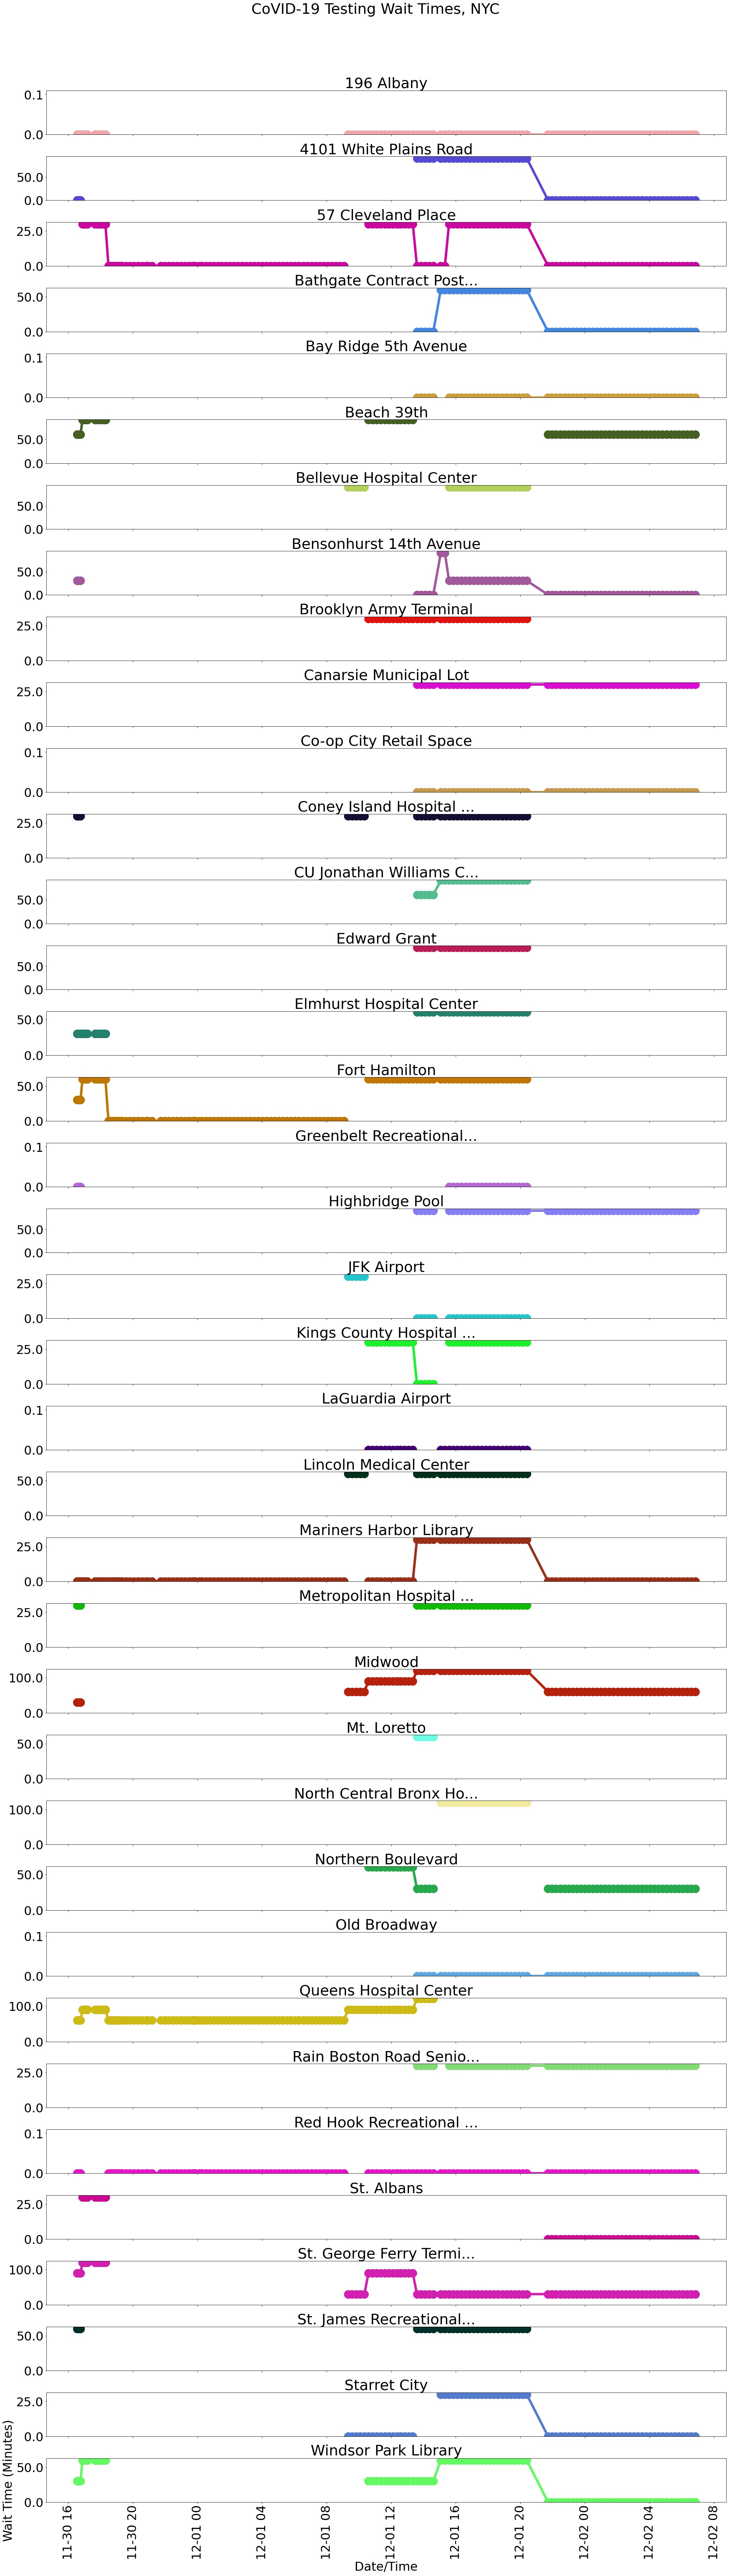 CoVID-19 Testing Wait Times, NYC
196 Albany
0.1
0.0
4101 White Plains Road
50.0
0.0
57 Cleveland Place
25.0
0.0
Bathgate Contract Post...
50.0
0.0
Bay Ridge 5th Avenue
0.1
0.0
Beach 39th
50.0
0.0
Bellevue Hospital Center
50.0
0.0
Bensonhurst 14th Avenue
50.0
0.0
Brooklyn Army Terminal
25.0
0.0
Canarsie Municipal Lot
25.0
0.0
Co-op City Retail Space
0.1
0.0
Coney Island Hospital ...
25.0
0.0
CU Jonathan Williams C...
50.0
0.0
Edward Grant
50.0
0.0
Elmhurst Hospital Center
50.0
0.0
Fort Hamilton
50.0
0.0
Greenbelt Recreational...
0.1
0.0
Highbridge Pool
50.0
0.0
JFK Airport
25.0
0.0
Kings County Hospital ...
25.0
0.0
LaGuardia Airport
0.1
0.0
Lincoln Medical Center
50.0
0.0
Mariners Harbor Library
25.0
0.0
Metropolitan Hospital ...
25.0
0.0
Midwood
100.0
0.0
Mt. Loretto
50.0
0.0
North Central Bronx Ho...
100.0
0.0
Northern Boulevard
50.0
0.0
Old Broadway
0.1
0.0
Queens Hospital Center
100.0
0.0
Rain Boston Road Senio...
25.0
0.0
Red Hook Recreational ...
0.1
0.0
St. Albans
25.0
0.0
St. George Ferry Termi...
100.0
0.0
St. James Recreational...
50.0
0.0
Starret City
25.0
0.0
Windsor Park Library
50.0
0.0
Wait Time (Minutes)
11-30 16
11-30 20
12-01 00
12-01 04
12-01 08
12-01 12
12-01 16
12-01 20
12-02 00
12-02 04
12-02 08
Date/Time